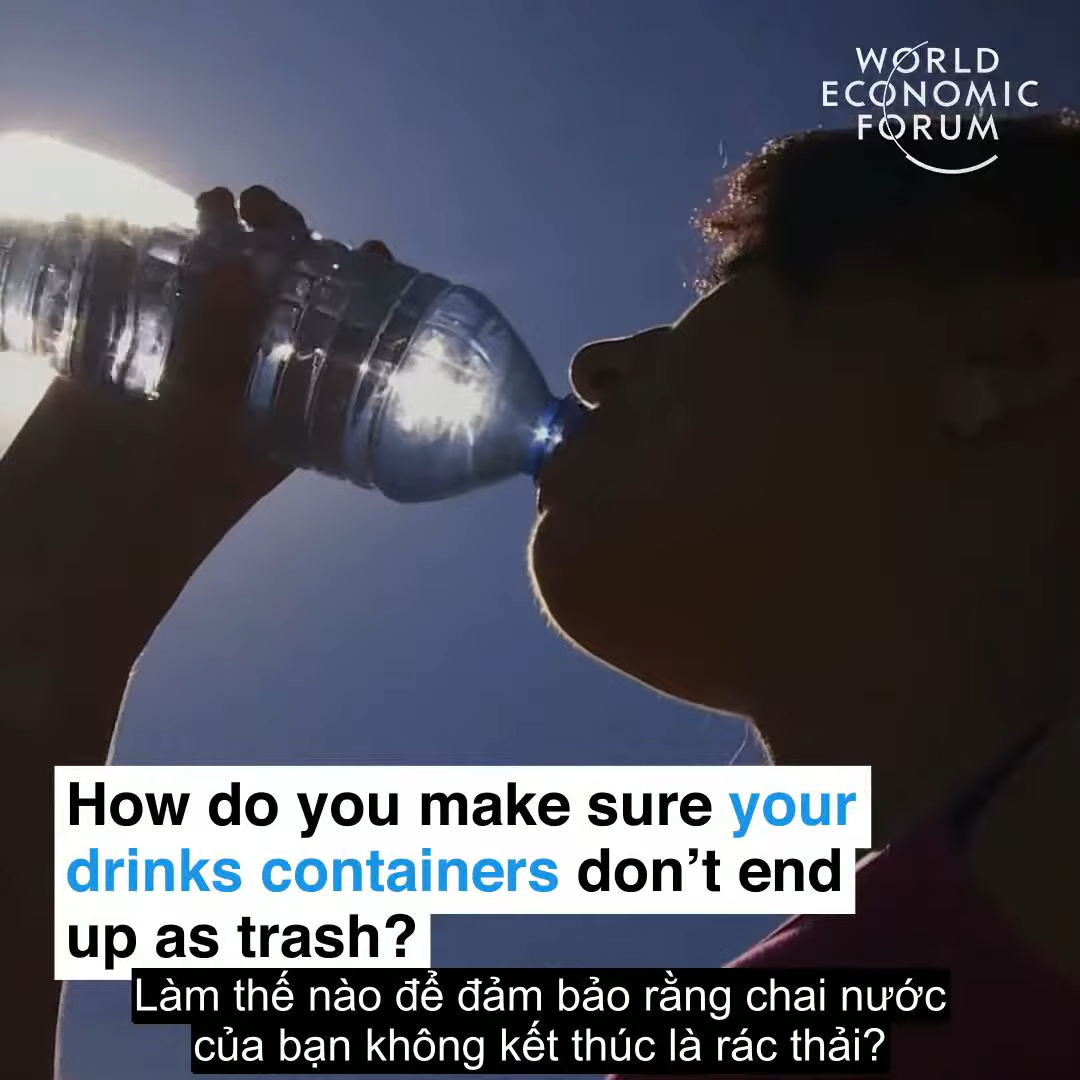 WORLD
ECONOMIC
FORUM
How do you make sure your
drinks containers don't end
up as trash?
Làm thế nào để đảm bảo rằng chai nước
của bạn không kết thúc là rác thải?